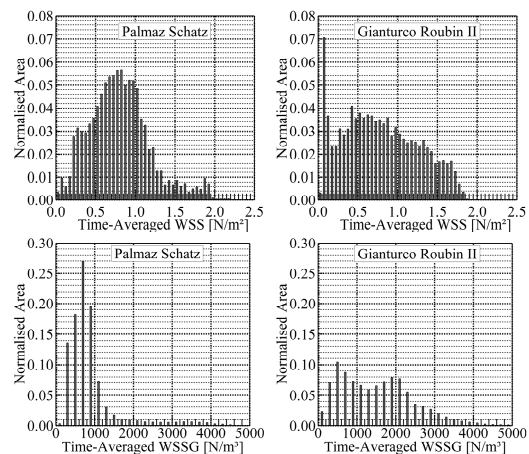 Palmaz Schatz
Normalised Area
0.08
0.07
0.06
0.05
0.04
0.03
0.02
0.01
0.00
0.0 0.5 1.0 1.5 2.0 2.5
Time-Averaged WSS [N/m²]
Gianturco Roubin II
Normalised Area
0.08
0.07
0.06
0.05
0.04
0.03
0.02
0.01
0.00
0.0 0.5 1.0 1.5 2.0 2.5
Time-Averaged WSS [N/m²]
Palmaz Schatz
Normalised Area
0.30
0.25
0.20
0.15
0.10
0.05
0.00
0 1000 2000 3000 4000 5000
Time-Averaged WSSG [N/m³]
Gianturco Roubin II
Normalised Area
0.30
0.25
0.20
0.15
0.10
0.05
0.00
0 1000 2000 3000 4000 5000
Time-Averaged WSSG [N/m³]